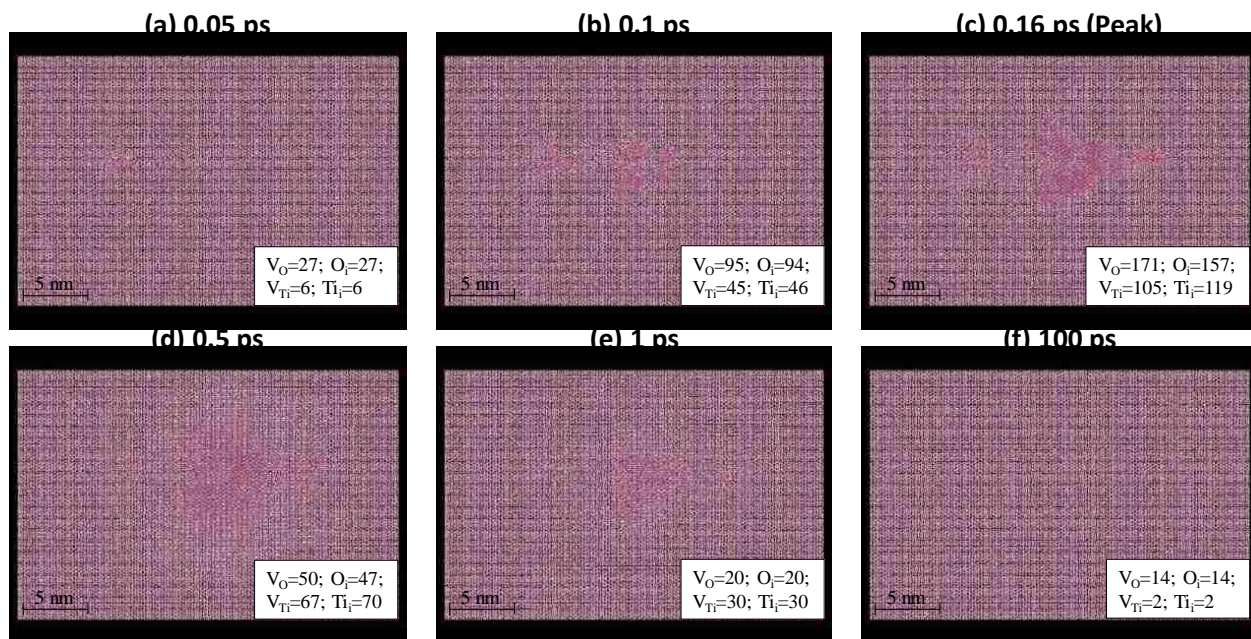 (a) 0.05 ps
(b) 0.1 ps
(c) 0.16 ps (Peak)
V_O=27; O_i=27;
V_Ti=6; Ti_i=6
5 nm
V_O=95; O_i=94;
V_Ti=45; Ti_i=46
5 nm
V_O=171; O_i=157;
V_Ti=105; Ti_i=119
5 nm
(d) 0.5 ps
(e) 1 ps
(f) 100 ps
V_O=50; O_i=47;
V_Ti=67; Ti_i=70
5 nm
V_O=20; O_i=20;
V_Ti=30; Ti_i=30
5 nm
V_O=14; O_i=14;
V_Ti=2; Ti_i=2
5 nm